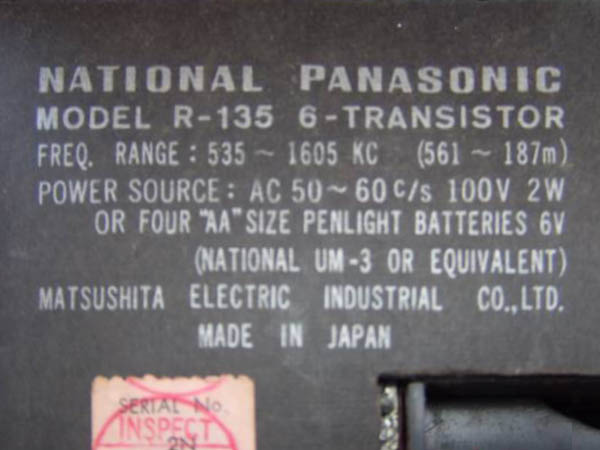 NATIONAL PANASONIC
MODEL R-135 6-TRANSISTOR
FREQ. RANGE : 535 ~ 1605 KC (561 ~ 187m)
POWER SOURCE : AC 50 ~ 60 c/s 100V 2W
OR FOUR "AA" SIZE PENLIGHT BATTERIES 6V
(NATIONAL UM-3 OR EQUIVALENT)
MATSUSHITA ELECTRIC INDUSTRIAL CO., LTD.
MADE IN JAPAN
SERIAL No.
INSPECT
2N